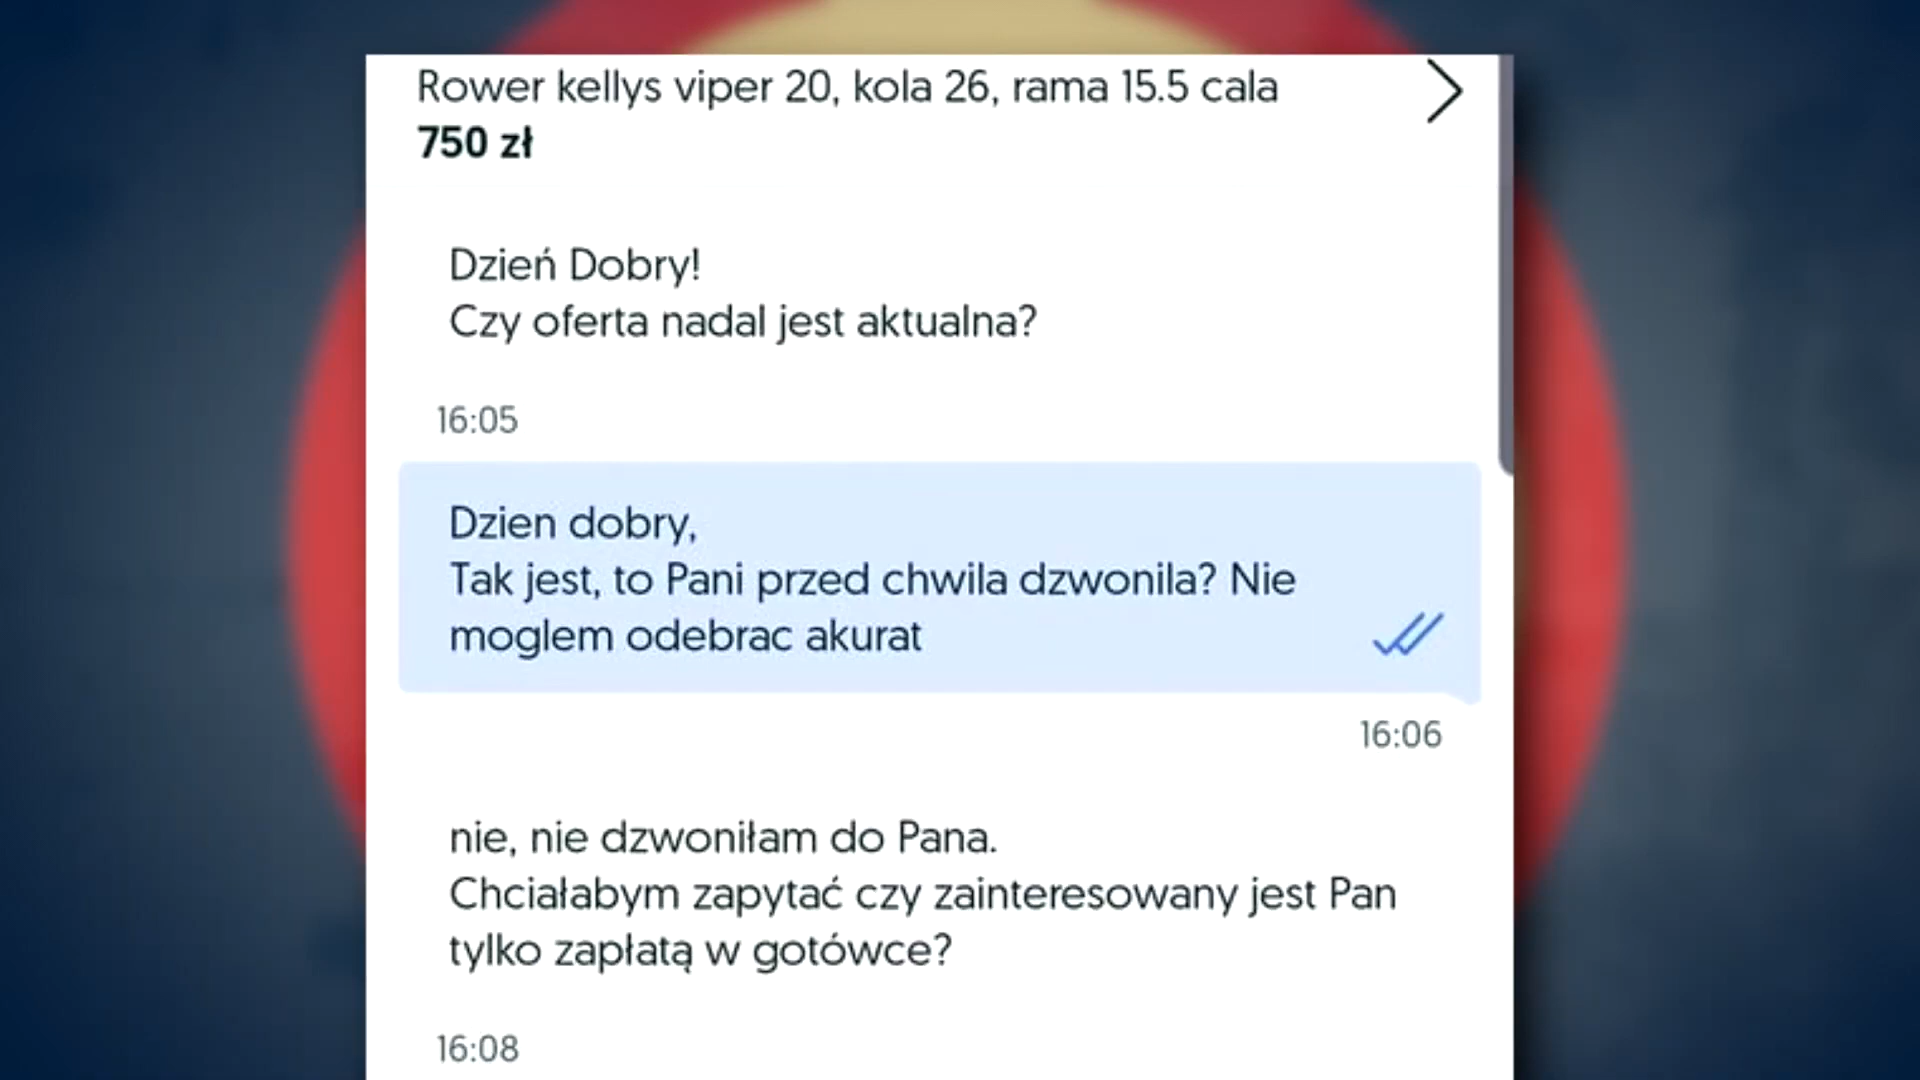 Rower kellys viper 20, kola 26, rama 15.5 cala
750 zł
Dzień Dobry!
Czy oferta nadal jest aktualna?
16:05
Dzien dobry,
Tak jest, to Pani przed chwila dzwonila? Nie
moglem odebrac akurat
16:06
nie, nie dzwoniłam do Pana.
Chciałabym zapytać czy zainteresowany jest Pan
tylko zapłatą w gotówce?
16:08